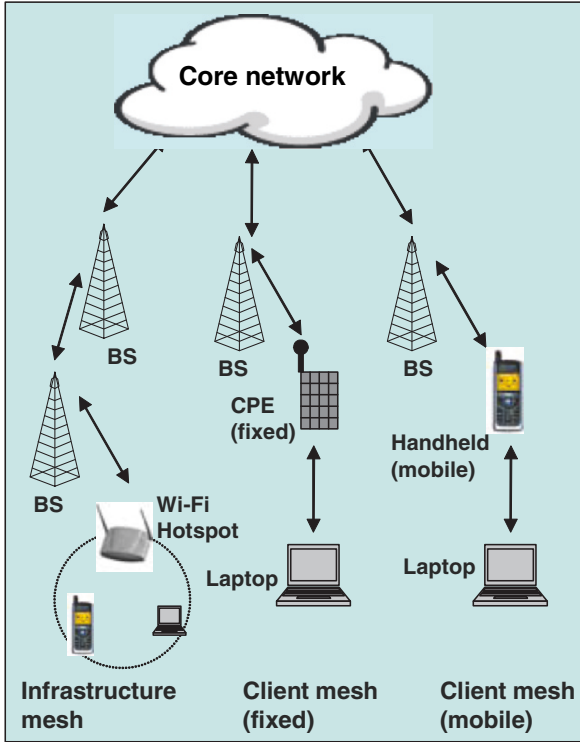 Core network
BS
BS
BS
CPE
(fixed)
Handheld
(mobile)
BS
Wi-Fi
Hotspot
Laptop
Laptop
Infrastructure
mesh
Client mesh
(fixed)
Client mesh
(mobile)